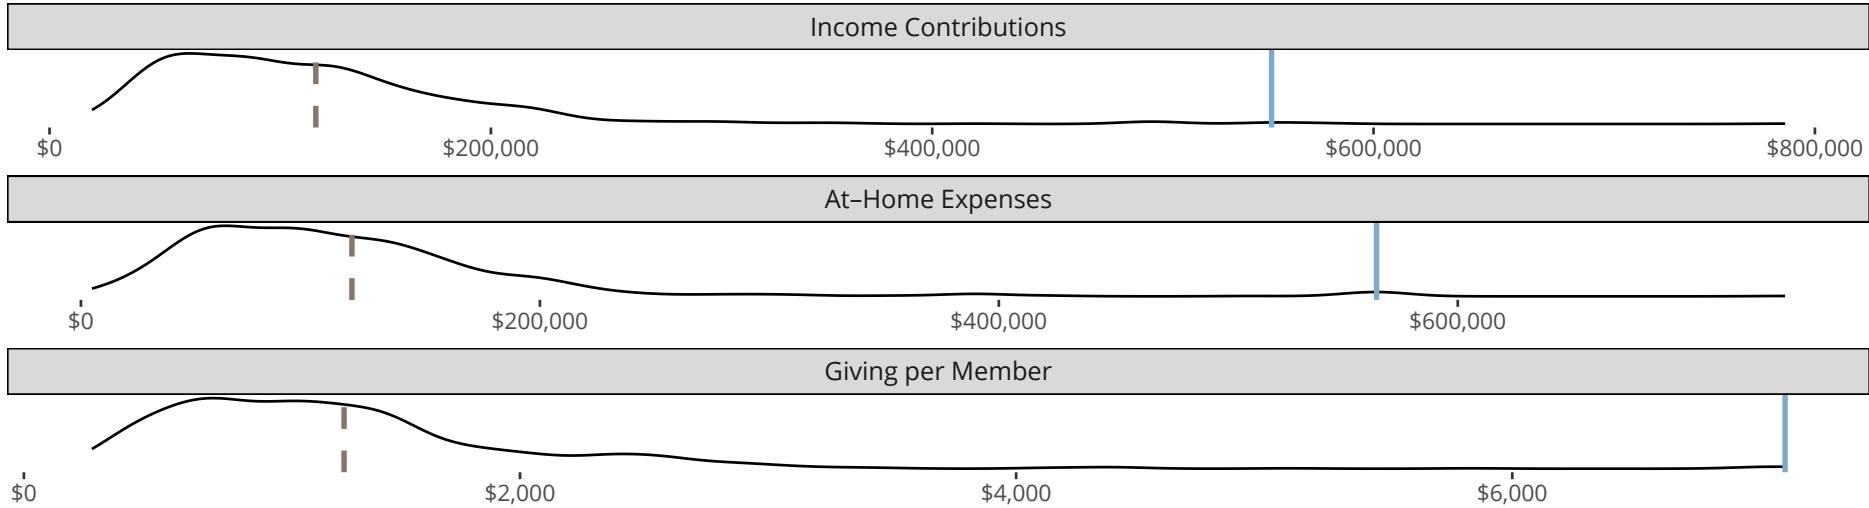 Income Contributions
$0 $200,000 $400,000 $600,000 $800,000
At–Home Expenses
$0 $200,000 $400,000 $600,000
Giving per Member
$0 $2,000 $4,000 $6,000